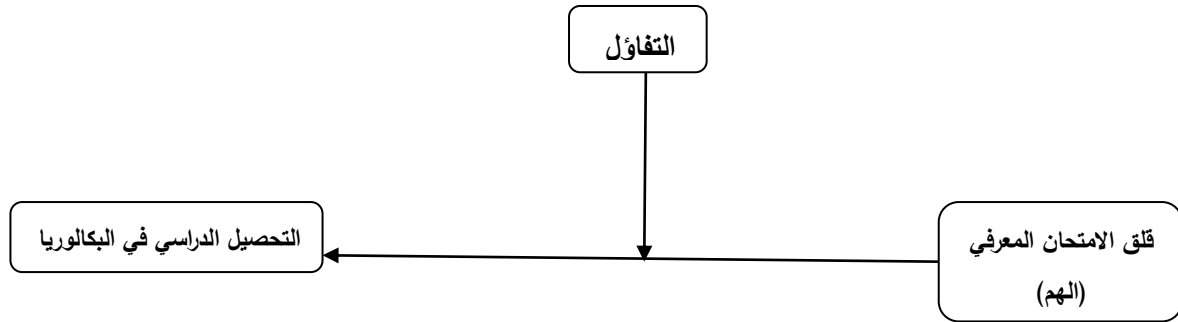 التفاؤل
قلق الامتحان المعرفي
(الهم)
التحصيل الدراسي في البكالوريا